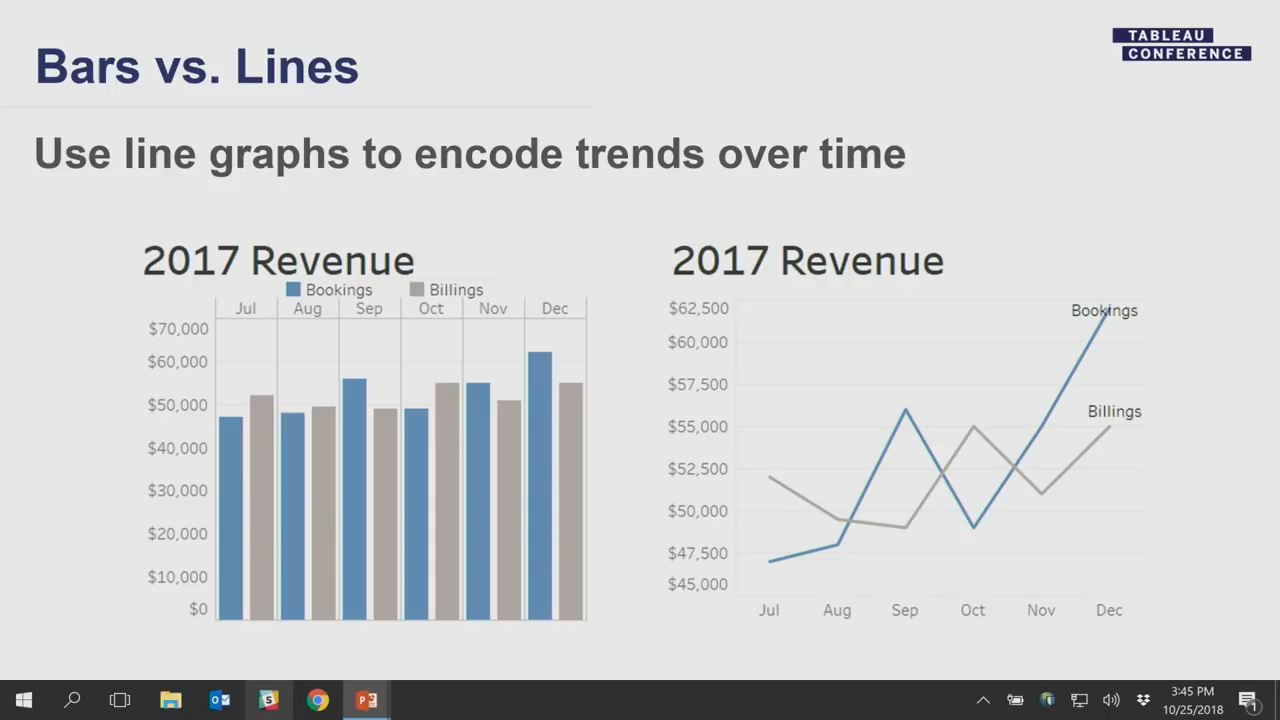 TABLEAU
CONFERENCE
Bars vs. Lines
Use line graphs to encode trends over time
2017 Revenue
Bookings Billings
Jul Aug Sep Oct Nov Dec
$70,000
$60,000
$50,000
$40,000
$30,000
$20,000
$10,000
$0
2017 Revenue
$62,500
$60,000
$57,500
$55,000
$52,500
$50,000
$47,500
$45,000
Bookings
Billings
Jul Aug Sep Oct Nov Dec
3:45 PM
10/25/2018
1